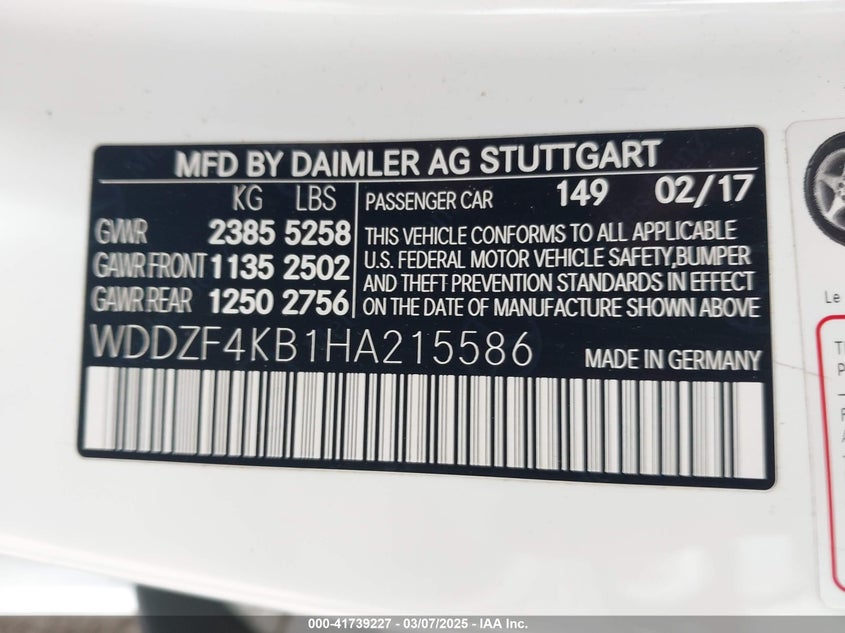 MFD BY DAIMLER AG STUTTGART
KG LBS
GVWR 2385 5258
GAWR FRONT 1135 2502
GAWR REAR 1250 2756
PASSENGER CAR 149 02/17
THIS VEHICLE CONFORMS TO ALL APPLICABLE
U.S. FEDERAL MOTOR VEHICLE SAFETY,BUMPER
AND THEFT PREVENTION STANDARDS IN EFFECT
ON THE DATE OF MANUFACTURE SHOWN ABOVE
WDDZF4KB1HA215586 MADE IN GERMANY
Le
000-41739227 - 03/07/2025 - IAA Inc.